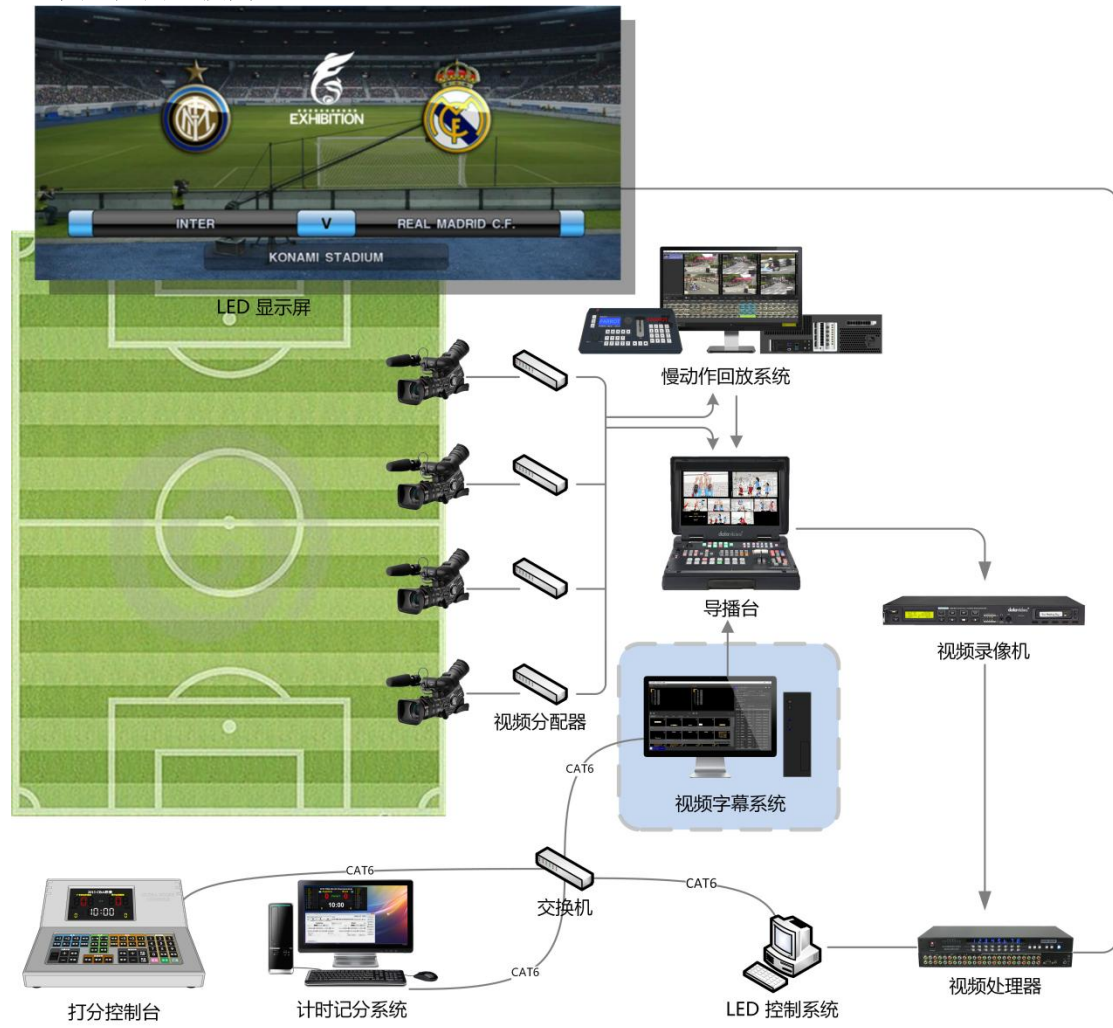 EXHIBITION
INTER V REAL MADRID C.F.
KONAMI STADIUM
LED 显示屏
慢动作回放系统
导播台
视频录像机
视频分配器
CAT6
视频字幕系统
CAT6
CAT6
交换机
10:00
10:00
CAT6
打分控制台
计时记分系统
LED 控制系统
视频处理器